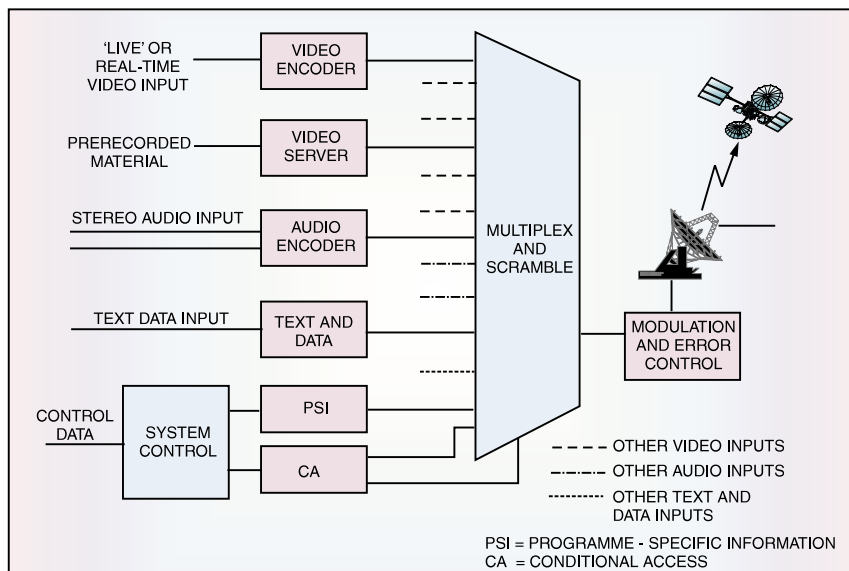 ‘LIVE’ OR
REAL-TIME
VIDEO INPUT
VIDEO
ENCODER
PRERECORDED
MATERIAL
VIDEO
SERVER
STEREO AUDIO INPUT
AUDIO
ENCODER
TEXT DATA INPUT
TEXT AND
DATA
CONTROL
DATA
SYSTEM
CONTROL
PSI
CA
MULTIPLEX
AND
SCRAMBLE
MODULATION
AND ERROR
CONTROL
OTHER VIDEO INPUTS
OTHER AUDIO INPUTS
OTHER TEXT AND
DATA INPUTS
PSI = PROGRAMME - SPECIFIC INFORMATION
CA = CONDITIONAL ACCESS